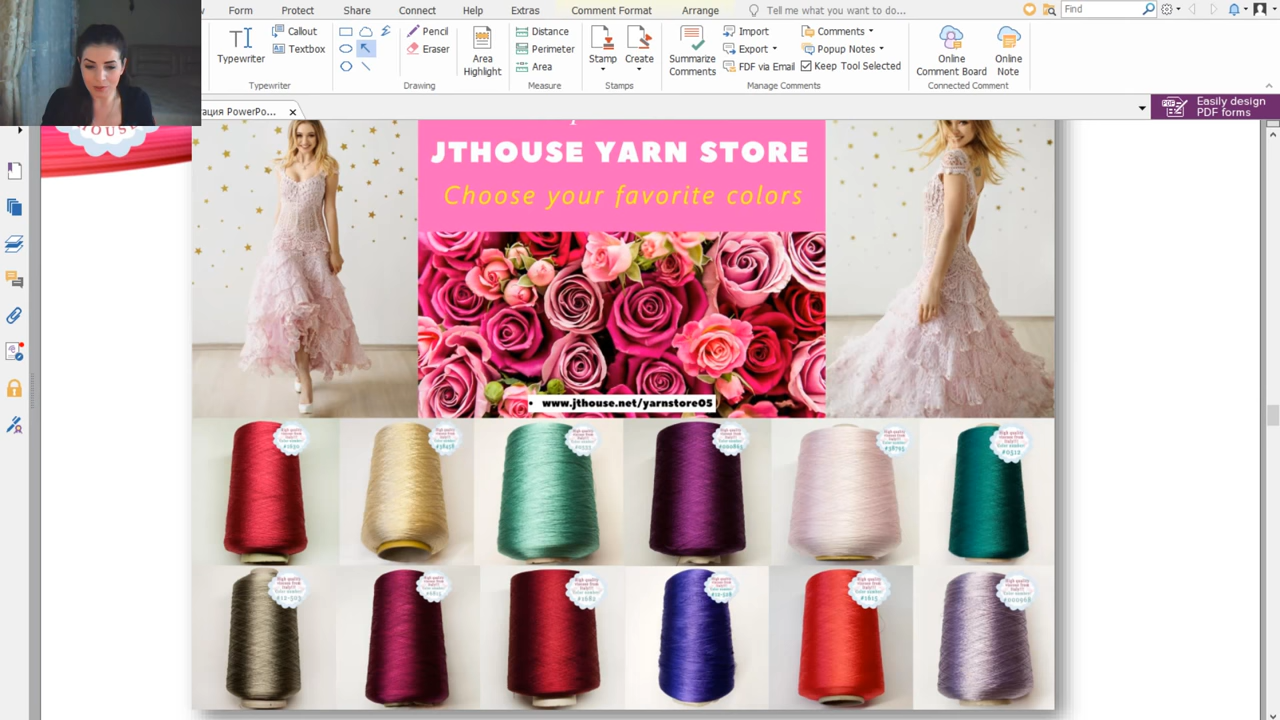 Form Protect Share Connect Help Extras Comment Format Arrange Tell me what you want to do... Find
Typewriter
Callout
Textbox
Typewriter
Pencil
Eraser
Drawing
Area
Highlight
Distance
Perimeter
Area
Measure
Stamp
Create
Stamps
Summarize
Comments
Import
Export
FDF via Email
Comments
Popup Notes
Keep Tool Selected
Manage Comments
Online
Comment Board
Online
Note
Connected Comment
ация PowerPo...
Easily design
PDF forms
HOUSE
JTHOUSE YARN STORE
Choose your favorite colors
• www.jthouse.net/yarnstore05